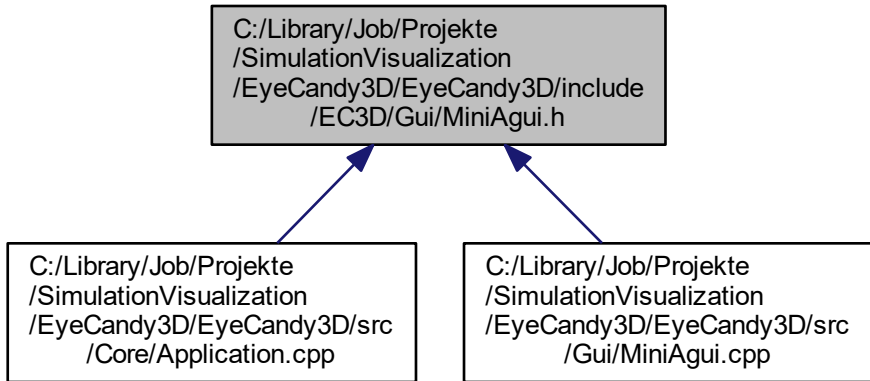 C:/Library/Job/Projekte
/SimulationVisualization
/EyeCandy3D/EyeCandy3D/include
/EC3D/Gui/MiniAgui.h
C:/Library/Job/Projekte
/SimulationVisualization
/EyeCandy3D/EyeCandy3D/src
/Core/Application.cpp
C:/Library/Job/Projekte
/SimulationVisualization
/EyeCandy3D/EyeCandy3D/src
/Gui/MiniAgui.cpp